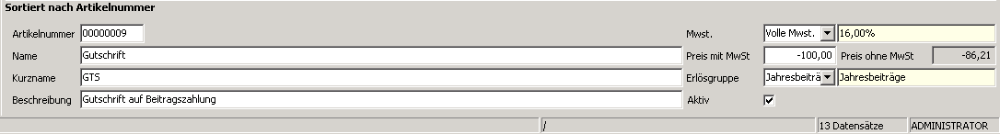 Sortiert nach Artikelnummer
Artikelnummer 00000009 Mwst. Volle Mwst. 16,00%
Name Gutschrift Preis mit MwSt -100,00 Preis ohne MwSt -86,21
Kurzname GTS Erlösgruppe Jahresbeiträ Jahresbeiträge
Beschreibung Gutschrift auf Beitragszahlung Aktiv
/ 13 Datensätze ADMINISTRATOR